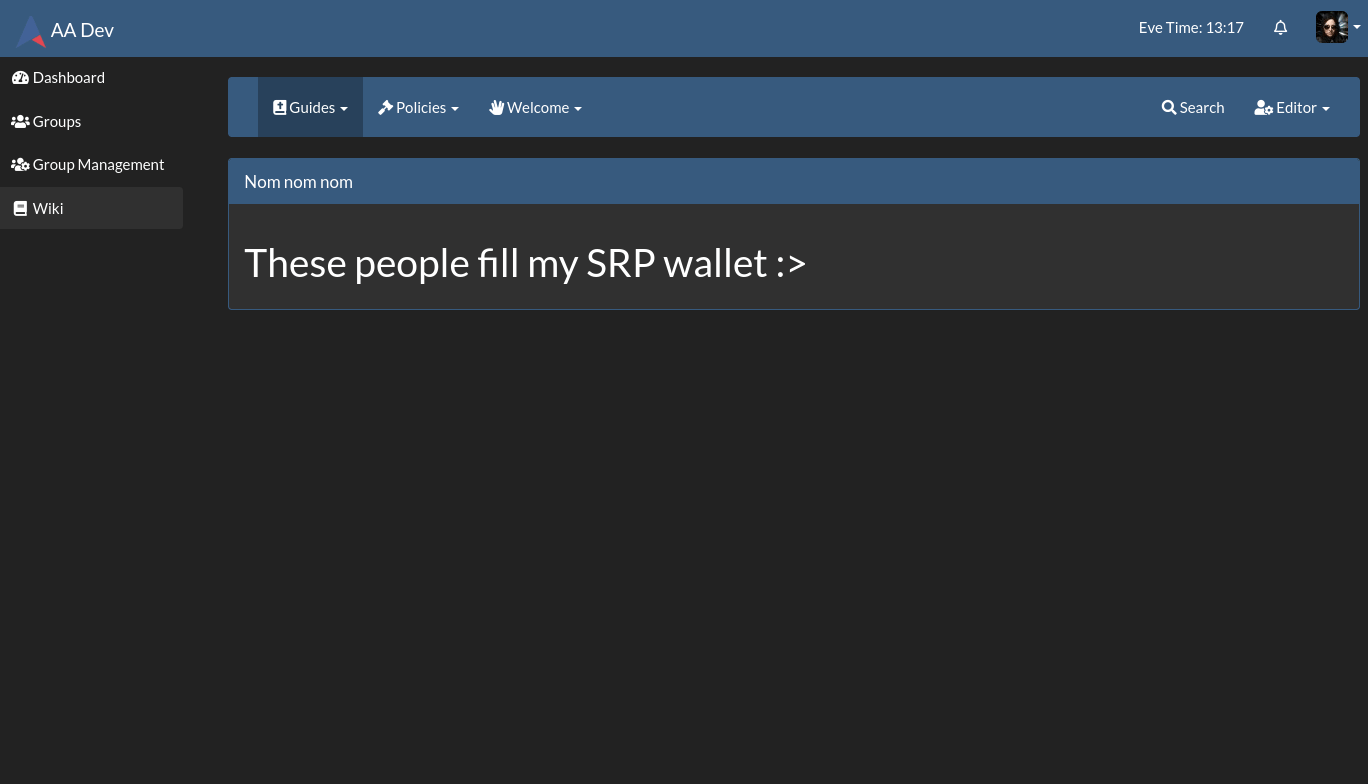 AA Dev
Eve Time: 13:17
Dashboard
Groups
Group Management
Wiki
Guides
Policies
Welcome
Search
Editor
Nom nom nom
These people fill my SRP wallet :>